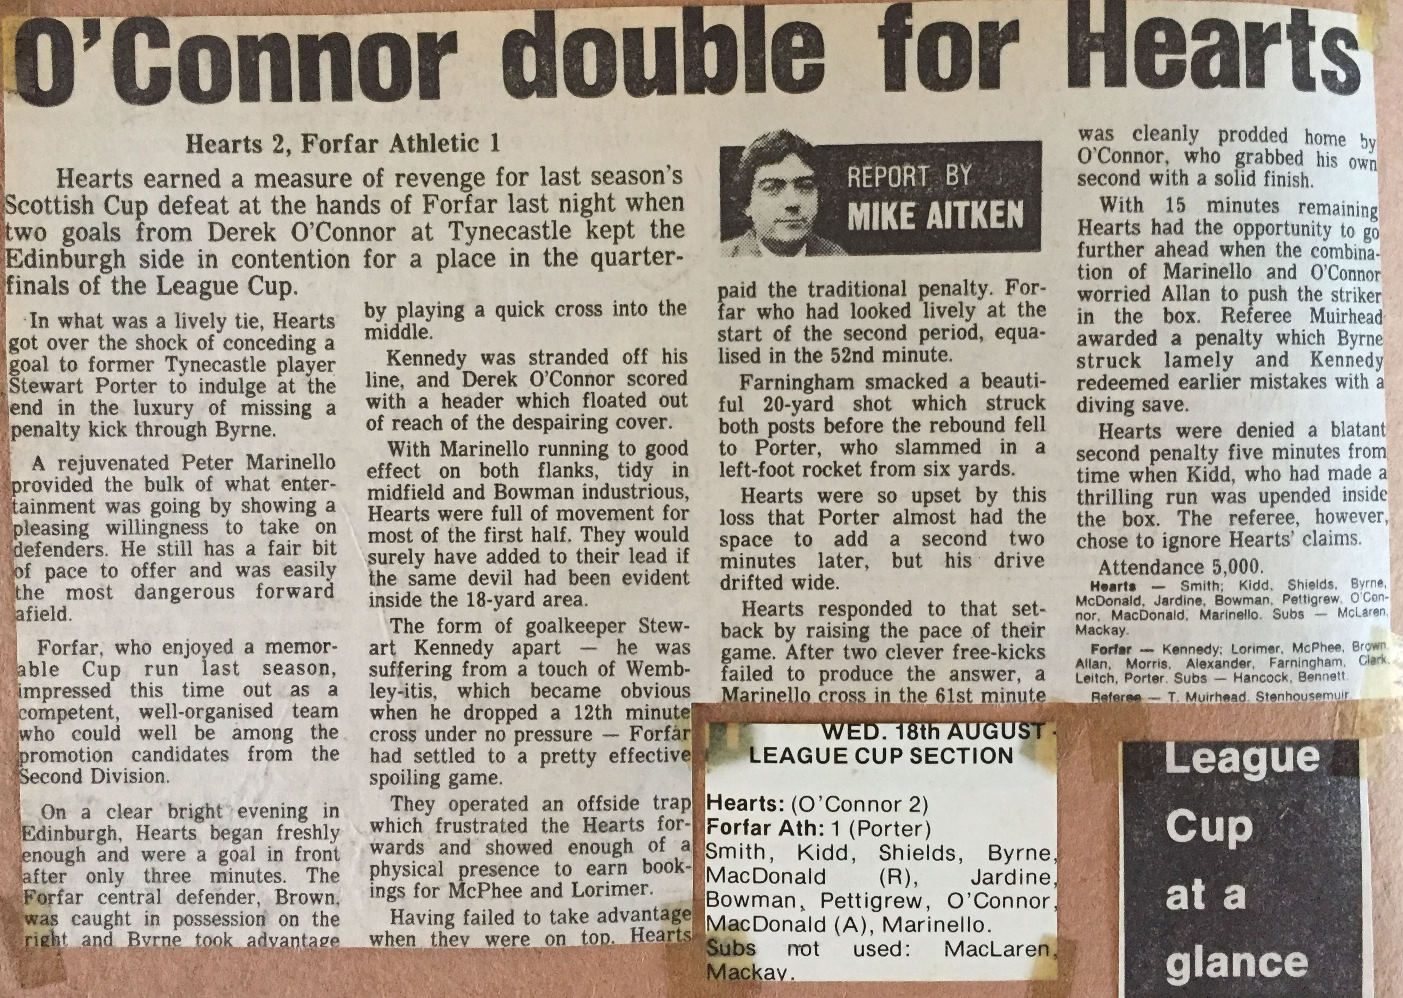 O'Connor double for Hearts
Hearts 2, Forfar Athletic 1
Hearts earned a measure of revenge for last season's
Scottish Cup defeat at the hands of Forfar last night when
two goals from Derek O'Connor at Tynecastle kept the
Edinburgh side in contention for a place in the quarter-
finals of the League Cup.
In what was a lively tie, Hearts
got over the shock of conceding a
goal to former Tynecastle player
Stewart Porter to indulge at the
end in the luxury of missing a
penalty kick through Byrne.
A rejuvenated Peter Marinello
provided the bulk of what enter-
tainment was going by showing a
pleasing willingness to take on
defenders. He still has a fair bit
of pace to offer and was easily
the most dangerous forward
afield.
Forfar, who enjoyed a memor-
able Cup run last season,
impressed this time out as a
competent, well-organised team
who could well be among the
promotion candidates from the
Second Division.
On a clear bright evening in
Edinburgh, Hearts began freshly
enough and were a goal in front
after only three minutes. The
Forfar central defender, Brown,
was caught in possession on the
right and Byrne took advantage
by playing a quick cross into the
middle.
Kennedy was stranded off his
line, and Derek O'Connor scored
with a header which floated out
of reach of the despairing cover.
With Marinello running to good
effect on both flanks, tidy in
midfield and Bowman industrious,
Hearts were full of movement for
most of the first half. They would
surely have added to their lead if
the same devil had been evident
inside the 18-yard area.
The form of goalkeeper Stew-
art Kennedy apart — he was
suffering from a touch of Wemb-
ley-itis, which became obvious
when he dropped a 12th minute
cross under no pressure — Forfar
had settled to a pretty effective
spoiling game.
They operated an offside trap
which frustrated the Hearts for-
wards and showed enough of a
physical presence to earn book-
ings for McPhee and Lorimer.
Having failed to take advantage
when they were on top, Hearts
REPORT BY
MIKE AITKEN
paid the traditional penalty. For-
far who had looked lively at the
start of the second period, equa-
lised in the 52nd minute.
Farningham smacked a beauti-
ful 20-yard shot which struck
both posts before the rebound fell
to Porter, who slammed in a
left-foot rocket from six yards.
Hearts were so upset by this
loss that Porter almost had the
space to add a second two
minutes later, but his drive
drifted wide.
Hearts responded to that set-
back by raising the pace of their
game. After two clever free-kicks
failed to produce the answer, a
Marinello cross in the 61st minute
was cleanly prodded home by
O'Connor, who grabbed his own
second with a solid finish.
With 15 minutes remaining
Hearts had the opportunity to go
further ahead when the combina-
tion of Marinello and O'Connor
worried Allan to push the striker
in the box. Referee Muirhead
awarded a penalty which Byrne
struck lamely and Kennedy
redeemed earlier mistakes with a
diving save.
Hearts were denied a blatant
second penalty five minutes from
time when Kidd, who had made a
thrilling run was upended inside
the box. The referee, however,
chose to ignore Hearts' claims.
Attendance 5,000.
Hearts — Smith; Kidd, Shields, Byrne,
McDonald, Jardine, Bowman, Pettigrew, O'Con-
nor, MacDonald, Marinello. Subs — McLaren,
Mackay.
Forfar — Kennedy; Lorimer, McPhee, Brown,
Allan, Morris, Alexander, Farningham, Clark,
Leitch, Porter. Subs — Hancock, Bennett.
Referee — T. Muirhead, Stenhousemuir.
WED. 18th AUGUST
LEAGUE CUP SECTION
Hearts: (O'Connor 2)
Forfar Ath: 1 (Porter)
Smith, Kidd, Shields, Byrne,
MacDonald (R), Jardine,
Bowman, Pettigrew, O'Connor,
MacDonald (A), Marinello.
Subs not used: MacLaren,
Mackay.
League
Cup
at a
glance